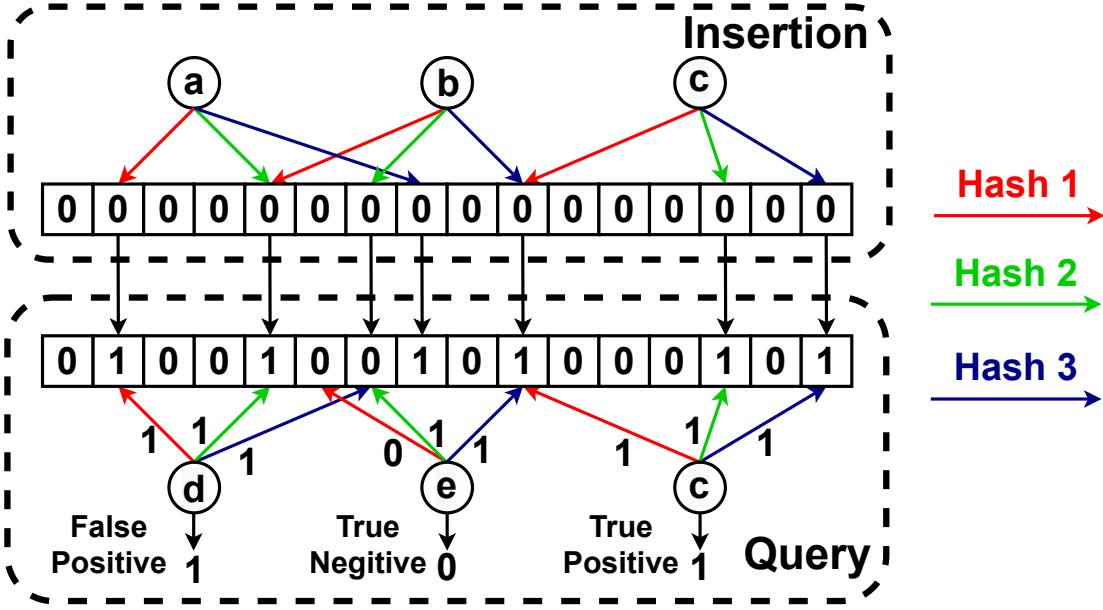 Insertion
a b c
0 0 0 0 0 0 0 0 0 0 0 0 0 0 0 0
Hash 1
Hash 2
Hash 3
0 1 0 0 1 0 0 1 0 1 0 0 0 1 0 1
1 1 1 0 1 1 1 1 1
d e c
False Positive 1
True Negitive 0
True Positive 1
Query